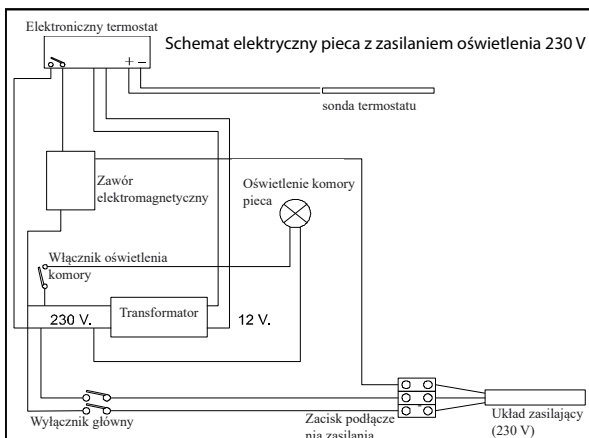 Elektroniczny termostat
Schemat elektryczny pieca z zasilaniem oświetlenia 230 V
+ –
sonda termostatu
Zawór
elektromagnetyczny
Oświetlenie komory
pieca
Włącznik oświetlenia
komory
230 V.
Transformator
12 V.
Wyłącznik główny
Zacisk podłącze
nia zasilania
Układ zasilający
(230 V)